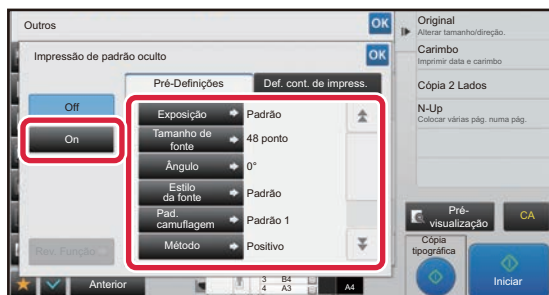 Outros
OK
Impressão de padrão oculto
OK
Pré-Definições
Def. cont. de impress.
Off
On
Exposição
Padrão
Tamanho de
fonte
48 ponto
Ângulo
0°
Estilo
da fonte
Padrão
Pad.
camuflagem
Padrão 1
Método
Positivo
Rev. Função
Anterior
3 B4
4 A3
A4
Original
Alterar tamanho/direção.
Carimbo
Imprimir data e carimbo
Cópia 2 Lados
N-Up
Colocar várias pág. numa pág.
Pré-
visualização
CA
Cópia
tipográfica
Iniciar